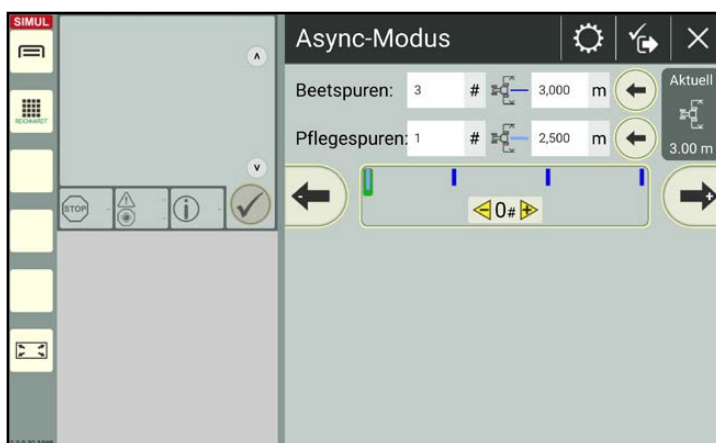 SIMUL
Async-Modus
REICHHARDT
Beetspuren: 3 # 3,000 m
Aktuell
Pflegespuren: 1 # 2,500 m
3.00 m
- +
STOP
0#